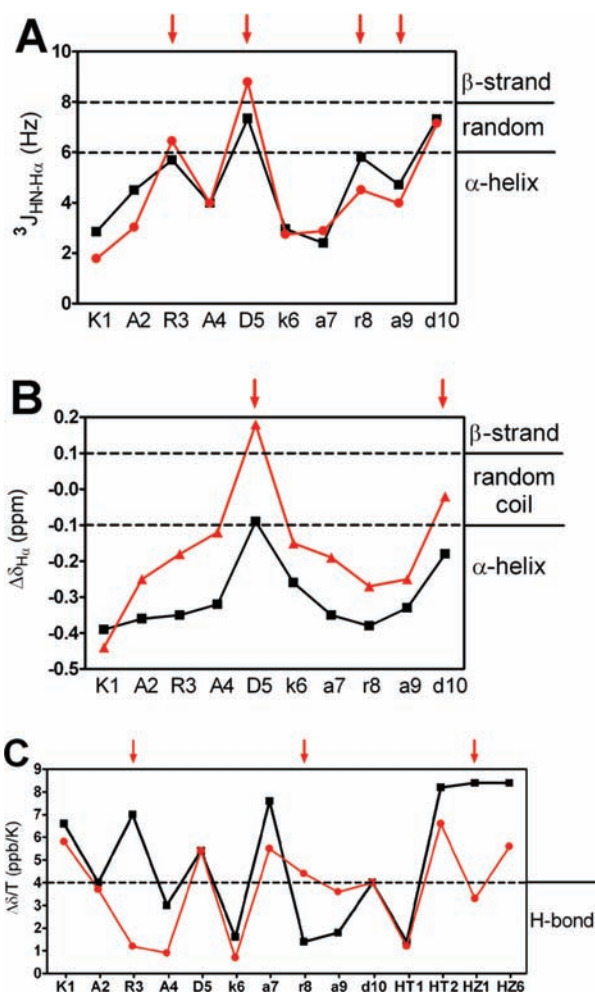 A
10
8
6
4
2
0
³J_HN-Hα (Hz)
β-strand
random
α-helix
K1 A2 R3 A4 D5 k6 a7 r8 a9 d10
B
0.2
0.1
-0.0
-0.1
-0.2
-0.3
-0.4
-0.5
Δδ_Hα (ppm)
β-strand
random
coil
α-helix
K1 A2 R3 A4 D5 k6 a7 r8 a9 d10
C
9
8
7
6
5
4
3
2
1
0
Δδ/T (ppb/K)
H-bond
K1 A2 R3 A4 D5 k6 a7 r8 a9 d10 HT1 HT2 HZ1 HZ6